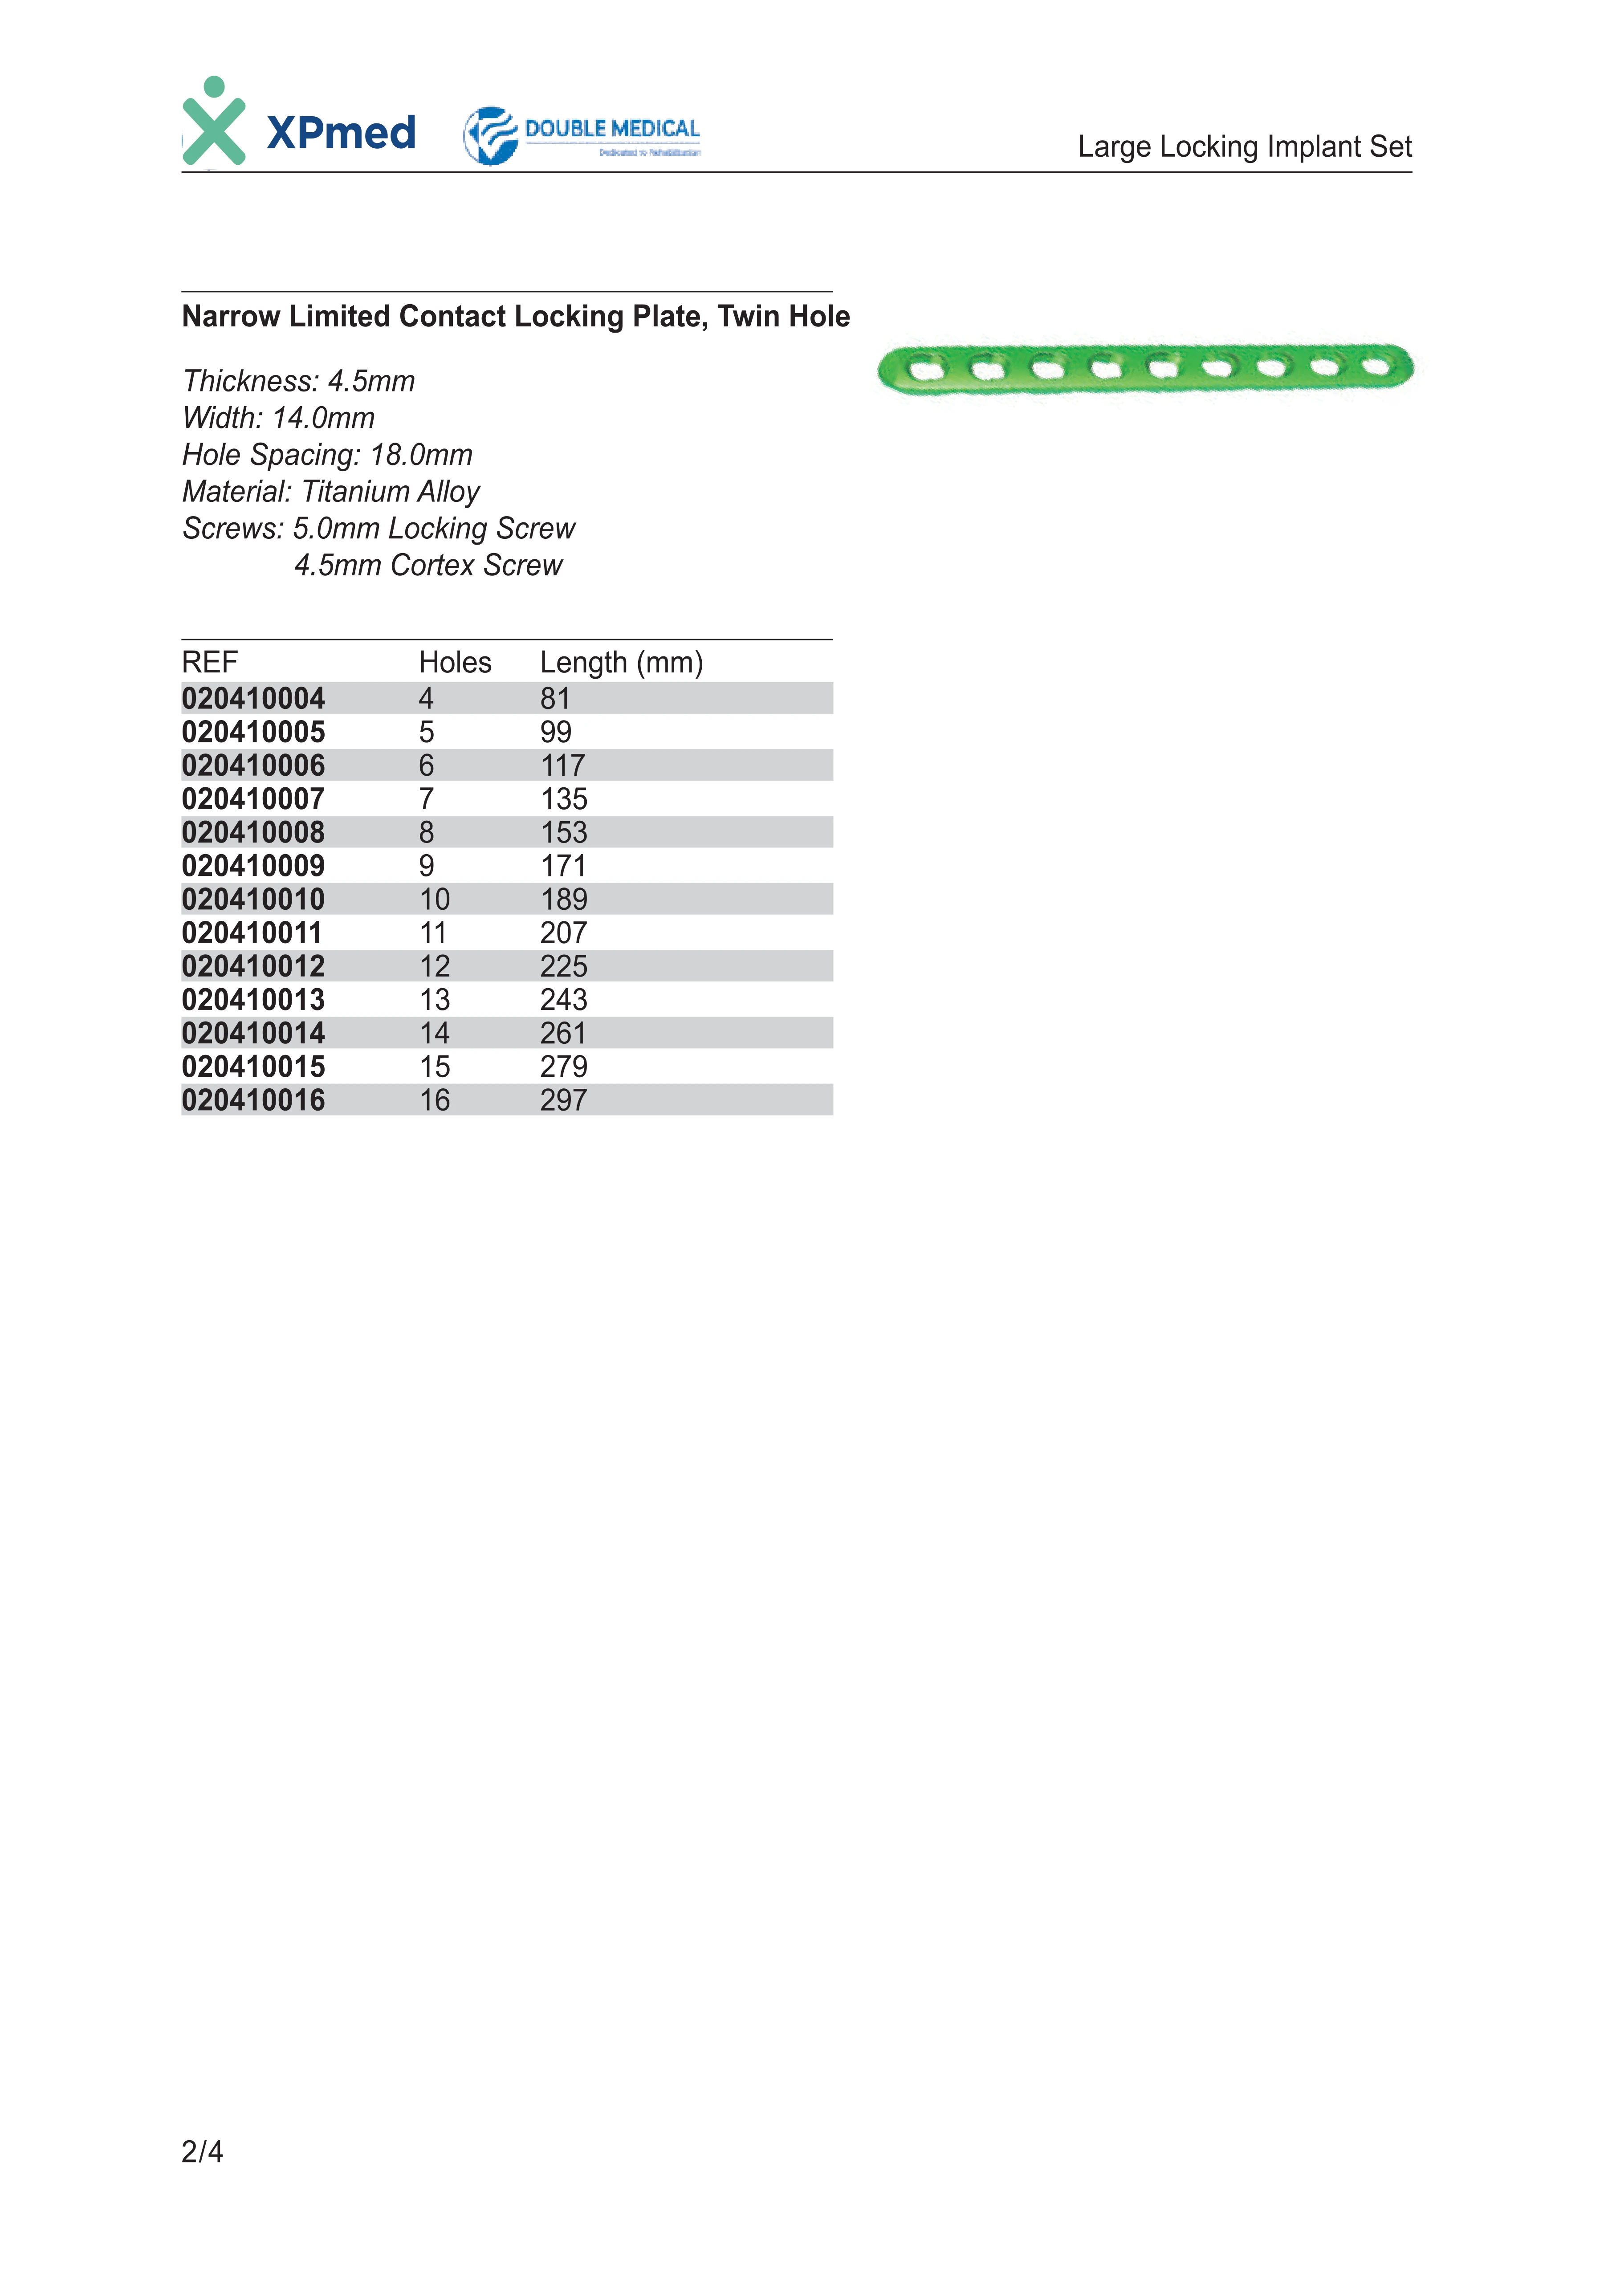 XPmed
DOUBLE MEDICAL
Dedicated to Rehabilitation
Large Locking Implant Set
Narrow Limited Contact Locking Plate, Twin Hole
Thickness: 4.5mm
Width: 14.0mm
Hole Spacing: 18.0mm
Material: Titanium Alloy
Screws: 5.0mm Locking Screw
4.5mm Cortex Screw
REF Holes Length (mm)
020410004 4 81
020410005 5 99
020410006 6 117
020410007 7 135
020410008 8 153
020410009 9 171
020410010 10 189
020410011 11 207
020410012 12 225
020410013 13 243
020410014 14 261
020410015 15 279
020410016 16 297
2/4